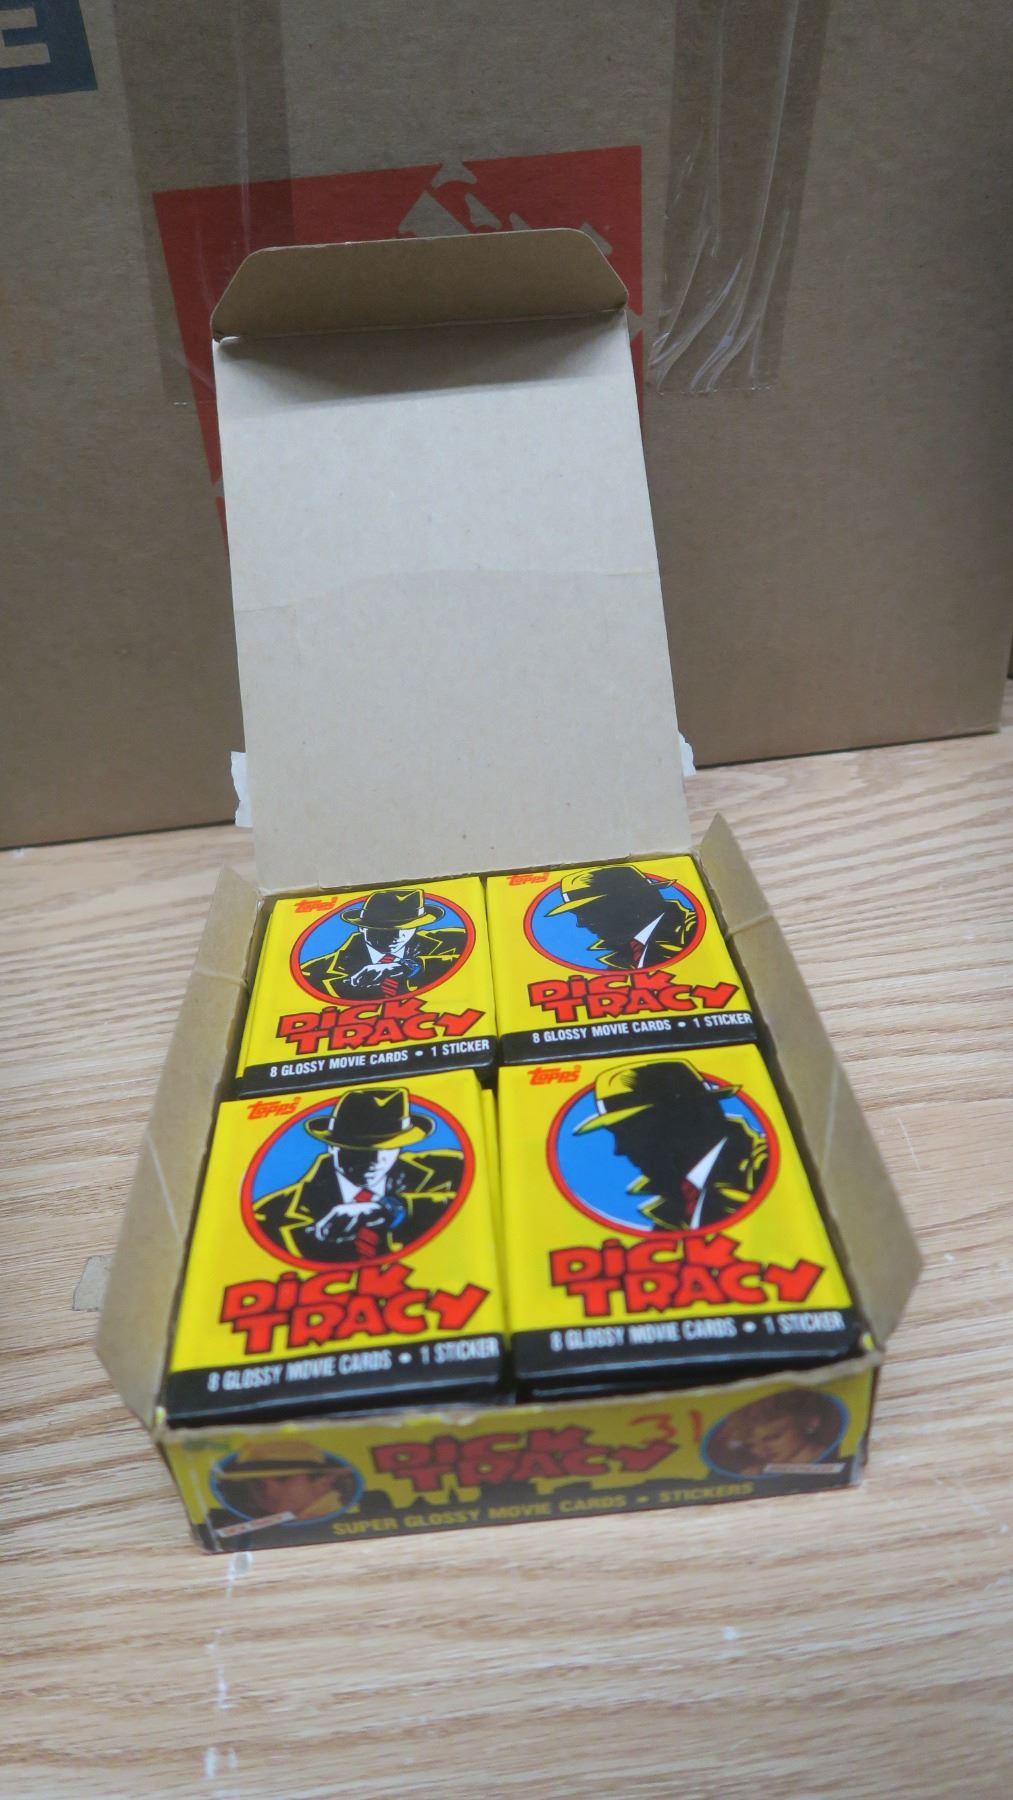 E
TOPPS
DICK
TRACY
8 GLOSSY MOVIE CARDS • 1 STICKER
TOPPS
DICK
TRACY
8 GLOSSY MOVIE CARDS • 1 STICKER
TOPPS
DICK
TRACY
8 GLOSSY MOVIE CARDS • 1 STICKER
TOPPS
DICK
TRACY
8 GLOSSY MOVIE CARDS • 1 STICKER
DICK
TRACY
31
SUPER GLOSSY MOVIE CARDS • STICKERS